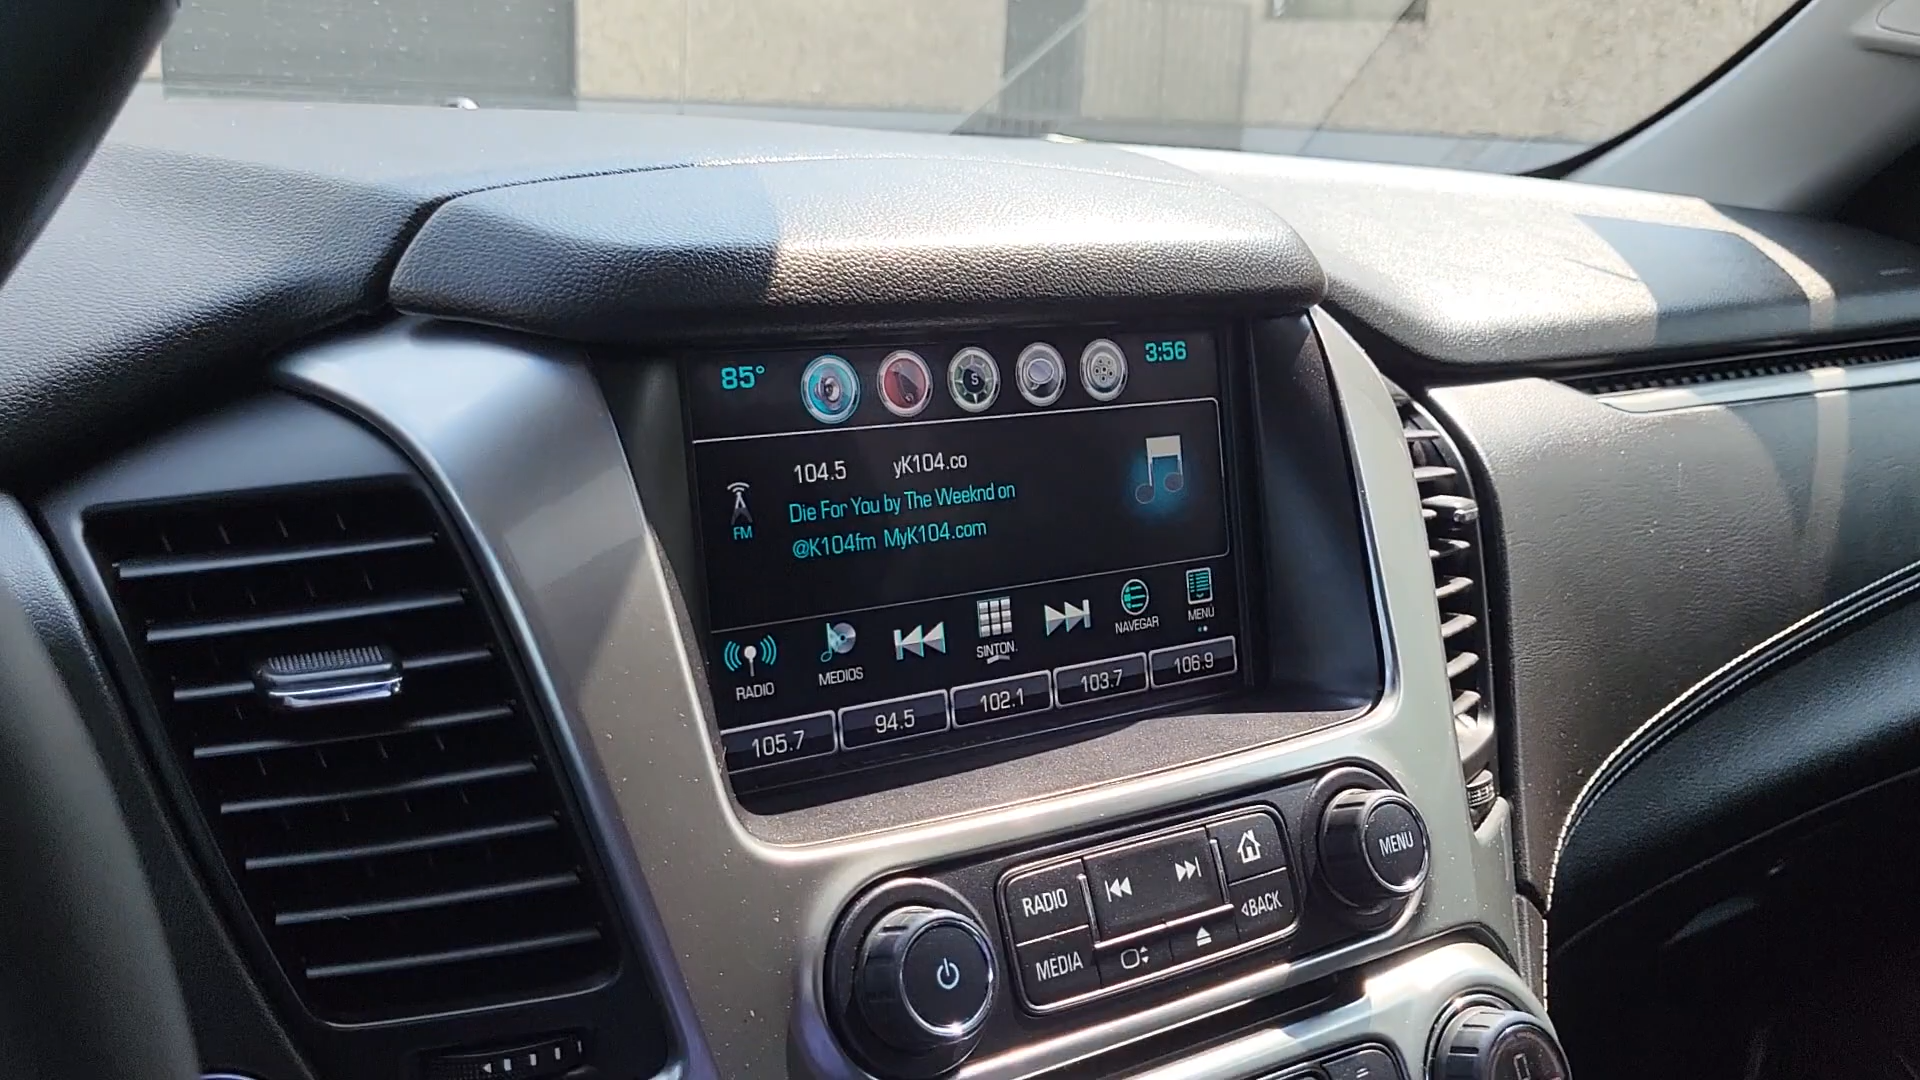 85° 3:56
S
104.5 yK104.co
Die For You by The Weeknd on
@K104fm MyK104.com
FM
RADIO MEDIOS SINTON. NAVEGAR MENÚ
105.7 94.5 102.1 103.7 106.9
RADIO
MEDIA
BACK
MENU